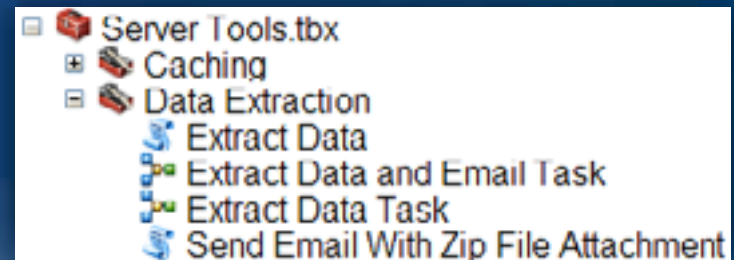 Server Tools.tbx
Caching
Data Extraction
Extract Data
Extract Data and Email Task
Extract Data Task
Send Email With Zip File Attachment